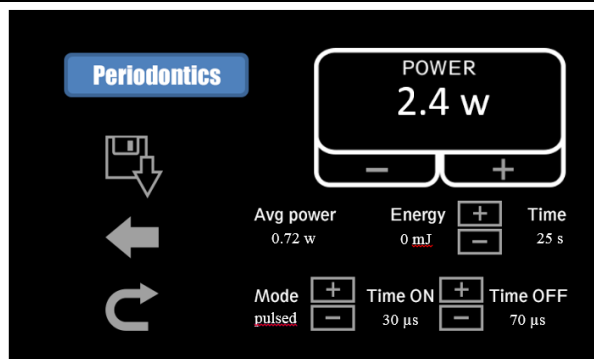 Periodontics
POWER
2.4 w
− +
Avg power Energy + Time
0.72 w 0 mJ − 25 s
Mode + Time ON + Time OFF
pulsed − 30 µs − 70 µs